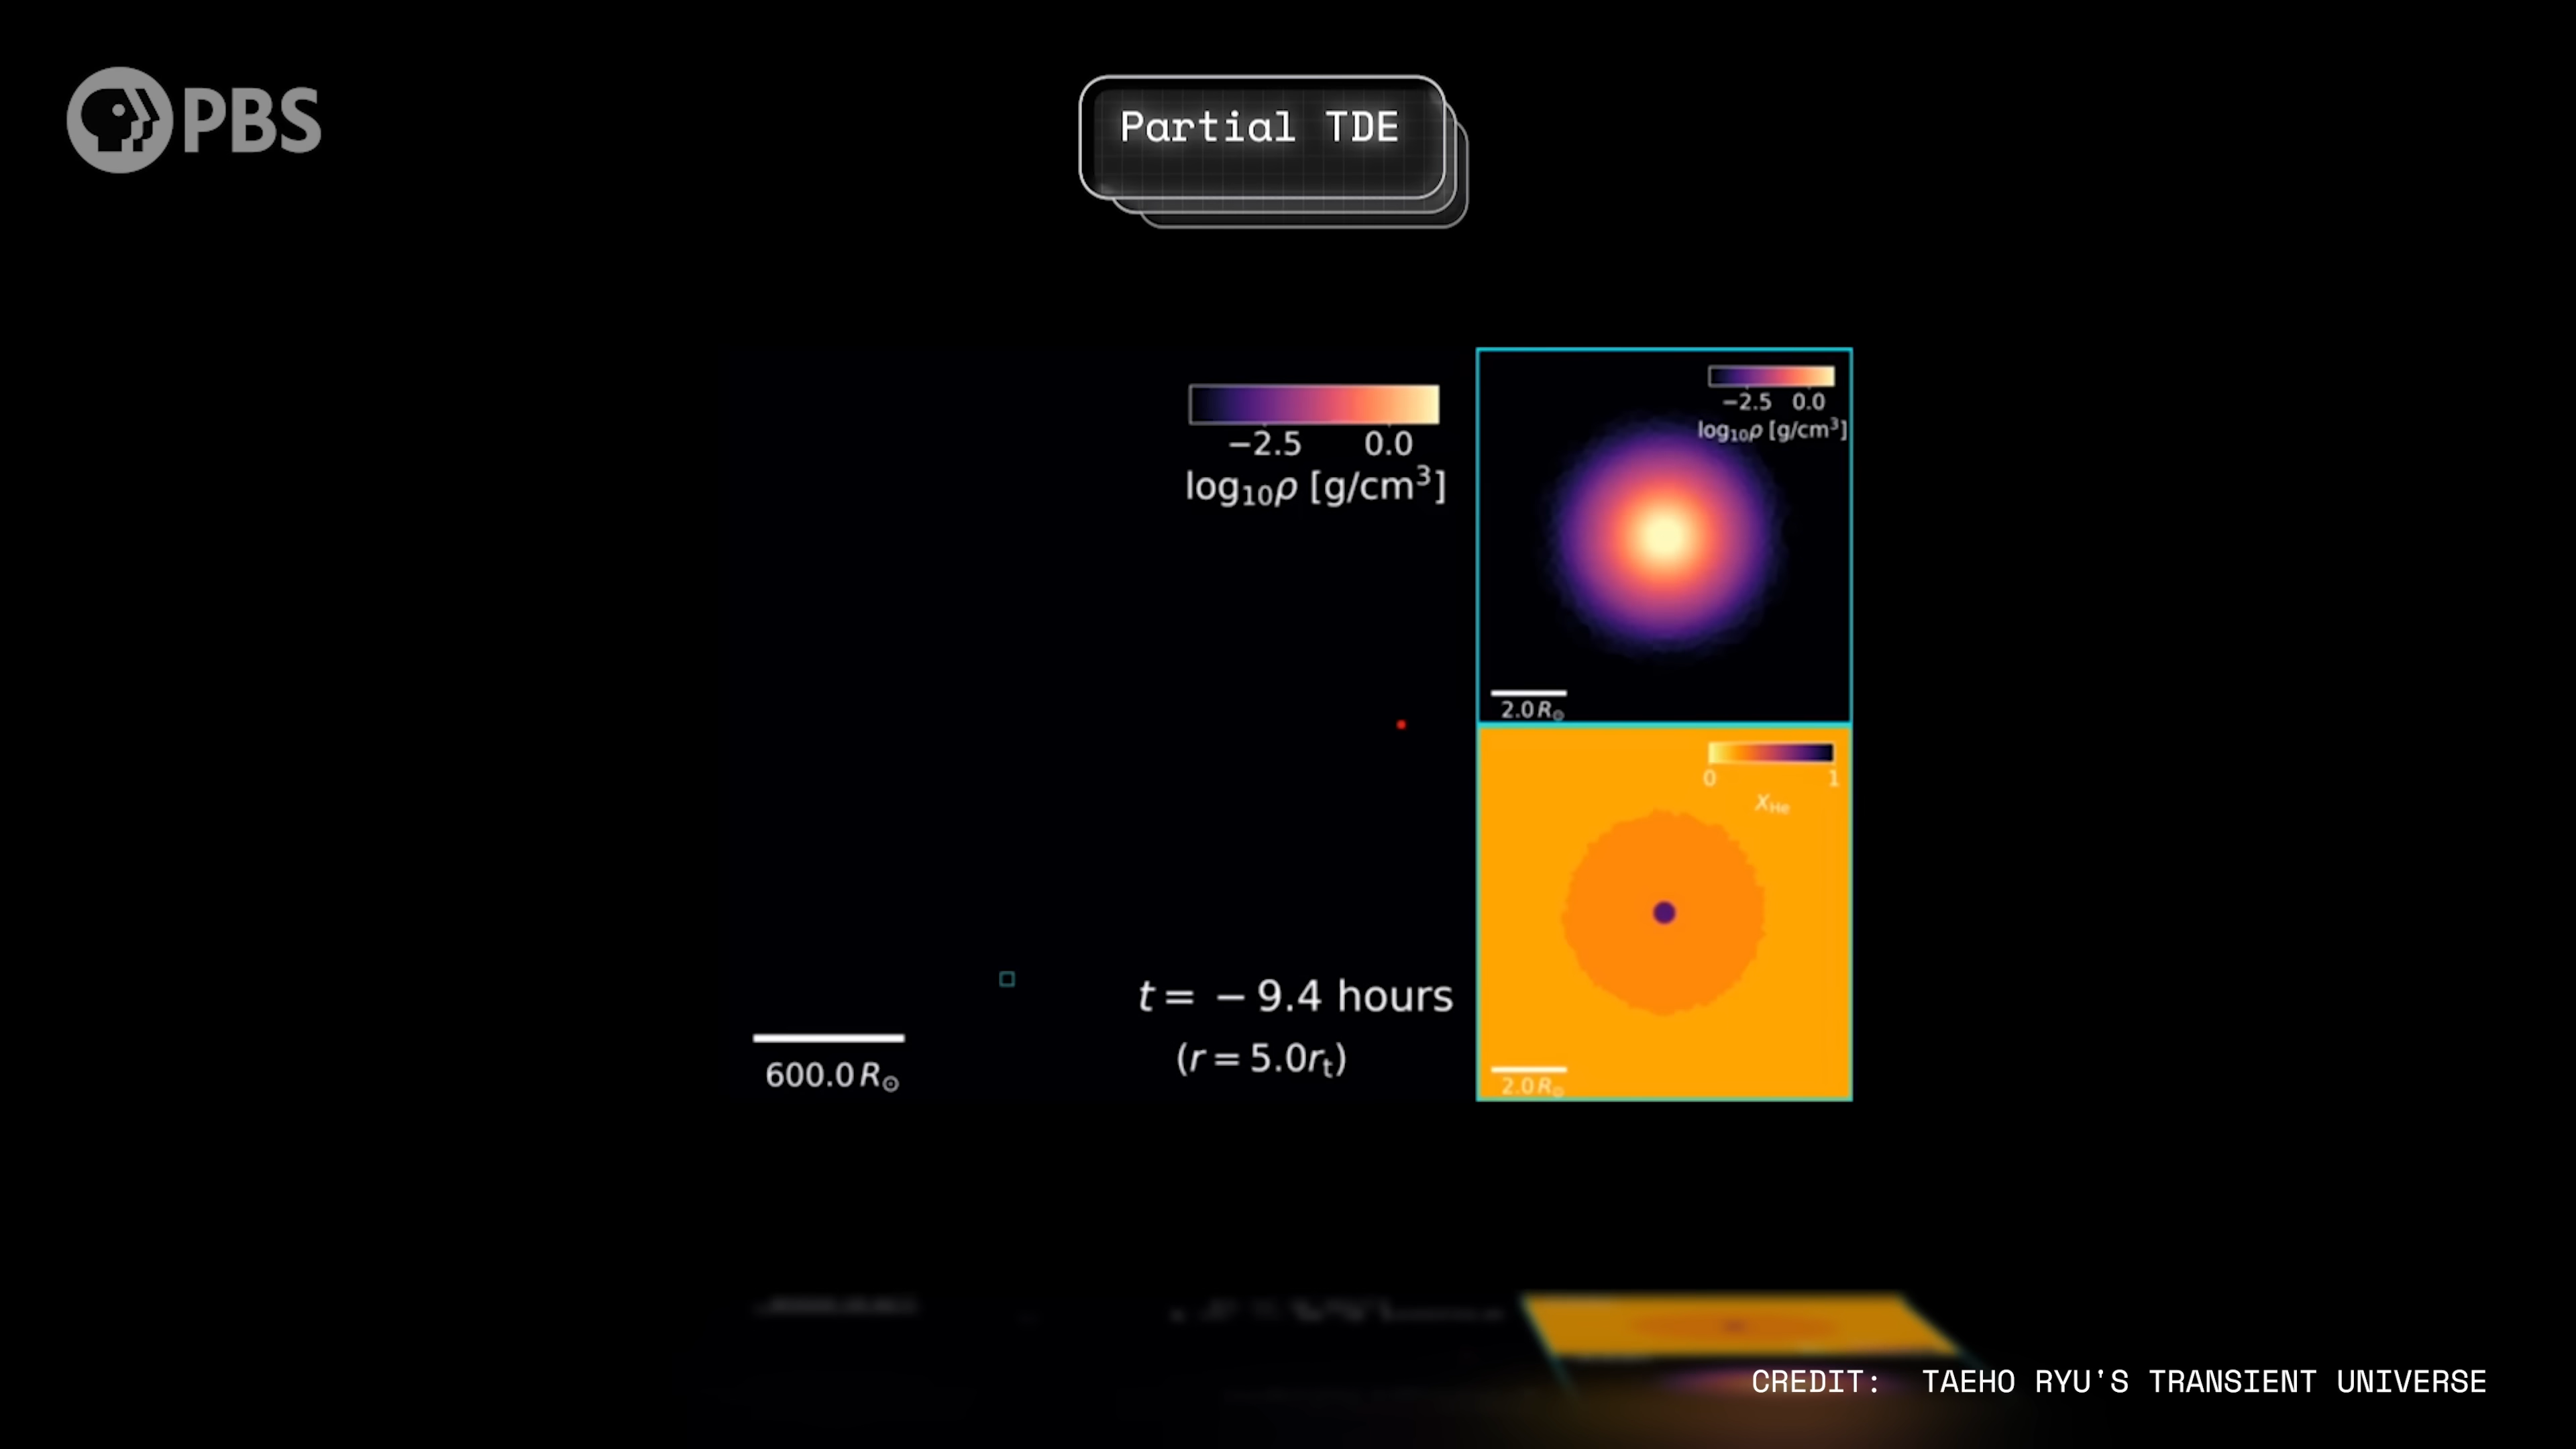 PBS
Partial TDE
−2.5 0.0
log₁₀ρ [g/cm³]
t = −9.4 hours
(r = 5.0rₜ)
600.0 R☉
−2.5 0.0
log₁₀ρ [g/cm³]
2.0 R☉
0 1
X_He
2.0 R☉
CREDIT: TAEHO RYU'S TRANSIENT UNIVERSE